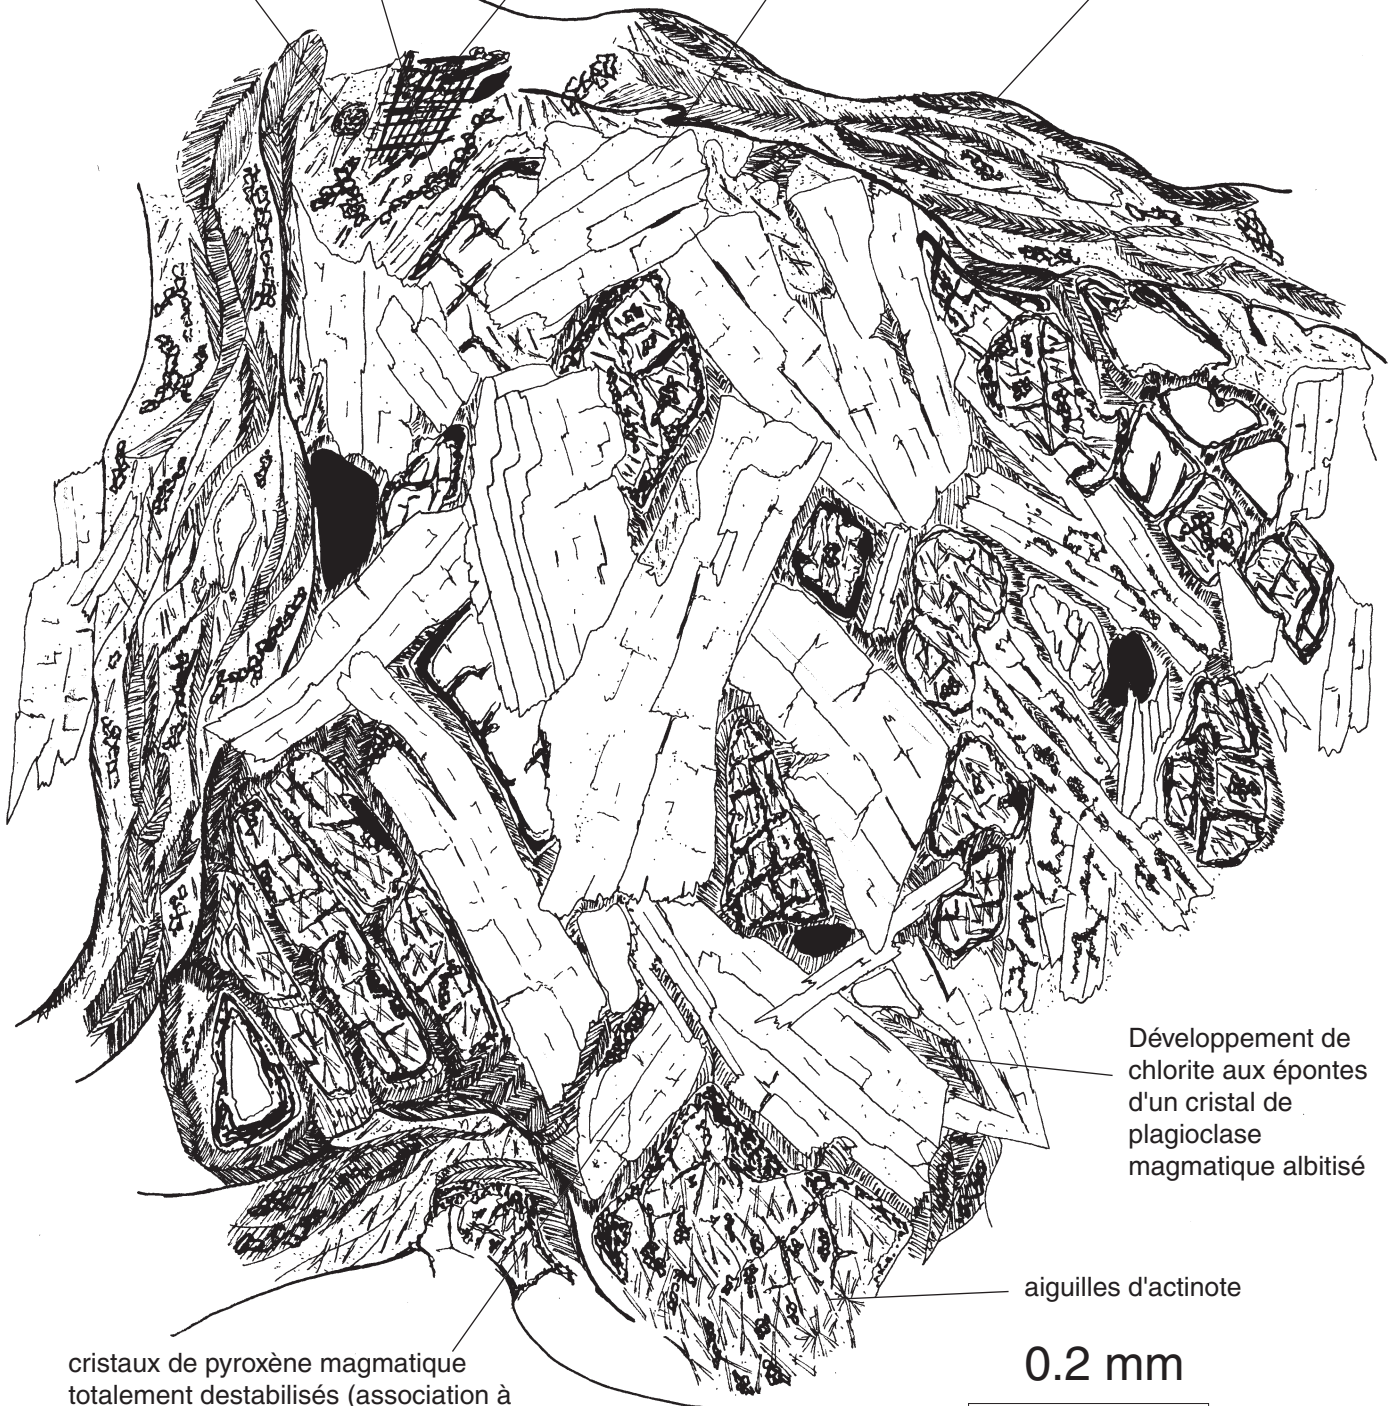 Développement de
chlorite aux épontes
d'un cristal de
plagioclase
magmatique albitisé
aiguilles d'actinote
0.2 mm
cristaux de pyroxène magmatique
totalement destabilisés (association à